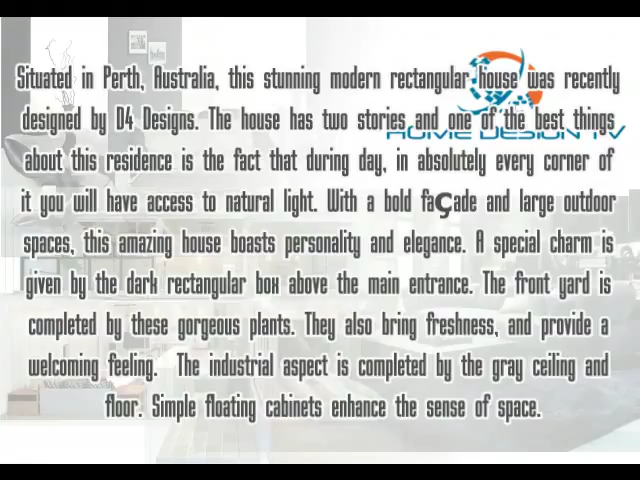 Situated in Perth, Australia, this stunning modern rectangular house was recently
designed by D4 Designs. The house has two stories and one of the best things
HOME DESIGN TV
about this residence is the fact that during day, in absolutely every corner of
it you will have access to natural light. With a bold façade and large outdoor
spaces, this amazing house boasts personality and elegance. A special charm is
given by the dark rectangular box above the main entrance. The front yard is
completed by these gorgeous plants. They also bring freshness, and provide a
welcoming feeling. The industrial aspect is completed by the gray ceiling and
floor. Simple floating cabinets enhance the sense of space.